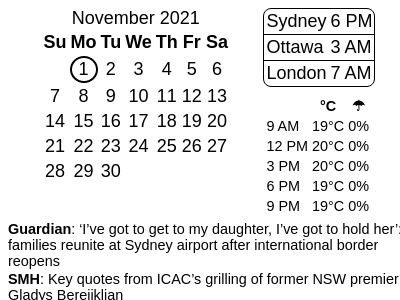 November 2021
Su Mo Tu We Th Fr Sa
1 2 3 4 5 6
7 8 9 10 11 12 13
14 15 16 17 18 19 20
21 22 23 24 25 26 27
28 29 30
Sydney 6 PM
Ottawa 3 AM
London 7 AM
°C ☂
9 AM 19°C 0%
12 PM 20°C 0%
3 PM 20°C 0%
6 PM 19°C 0%
9 PM 19°C 0%
Guardian: ‘I’ve got to get to my daughter, I’ve got to hold her’:
families reunite at Sydney airport after international border
reopens
SMH: Key quotes from ICAC’s grilling of former NSW premier
Gladys Berejiklian